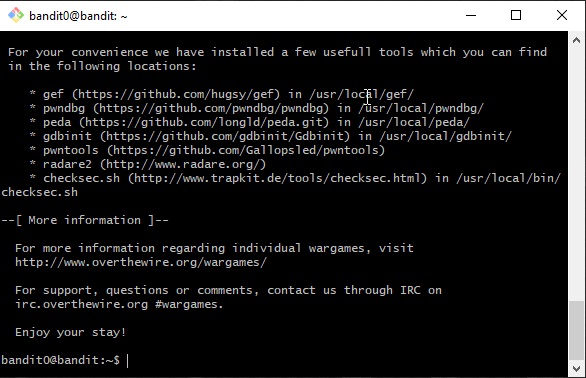 bandit0@bandit: ~
For your convenience we have installed a few usefull tools which you can find
in the following locations:
* gef (https://github.com/hugsy/gef) in /usr/local/gef/
* pwndbg (https://github.com/pwndbg/pwndbg) in /usr/local/pwndbg/
* peda (https://github.com/longld/peda.git) in /usr/local/peda/
* gdbinit (https://github.com/gdbinit/Gdbinit) in /usr/local/gdbinit/
* pwntools (https://github.com/Gallopsled/pwntools)
* radare2 (http://www.radare.org/)
* checksec.sh (http://www.trapkit.de/tools/checksec.html) in /usr/local/bin/
checksec.sh
--[ More information ]--
For more information regarding individual wargames, visit
http://www.overthewire.org/wargames/
For support, questions or comments, contact us through IRC on
irc.overthewire.org #wargames.
Enjoy your stay!
bandit0@bandit:~$